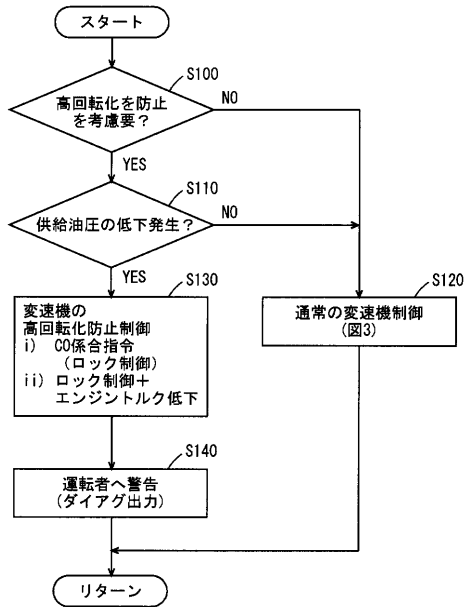 スタート
S100
高回転化を防止
を考慮要?
NO
YES
S110
供給油圧の低下発生?
NO
YES
S130
変速機の
高回転化防止制御
i) C0係合指令
(ロック制御)
ii) ロック制御+
エンジントルク低下
S120
通常の変速機制御
(図3)
S140
運転者へ警告
(ダイアグ出力)
リターン